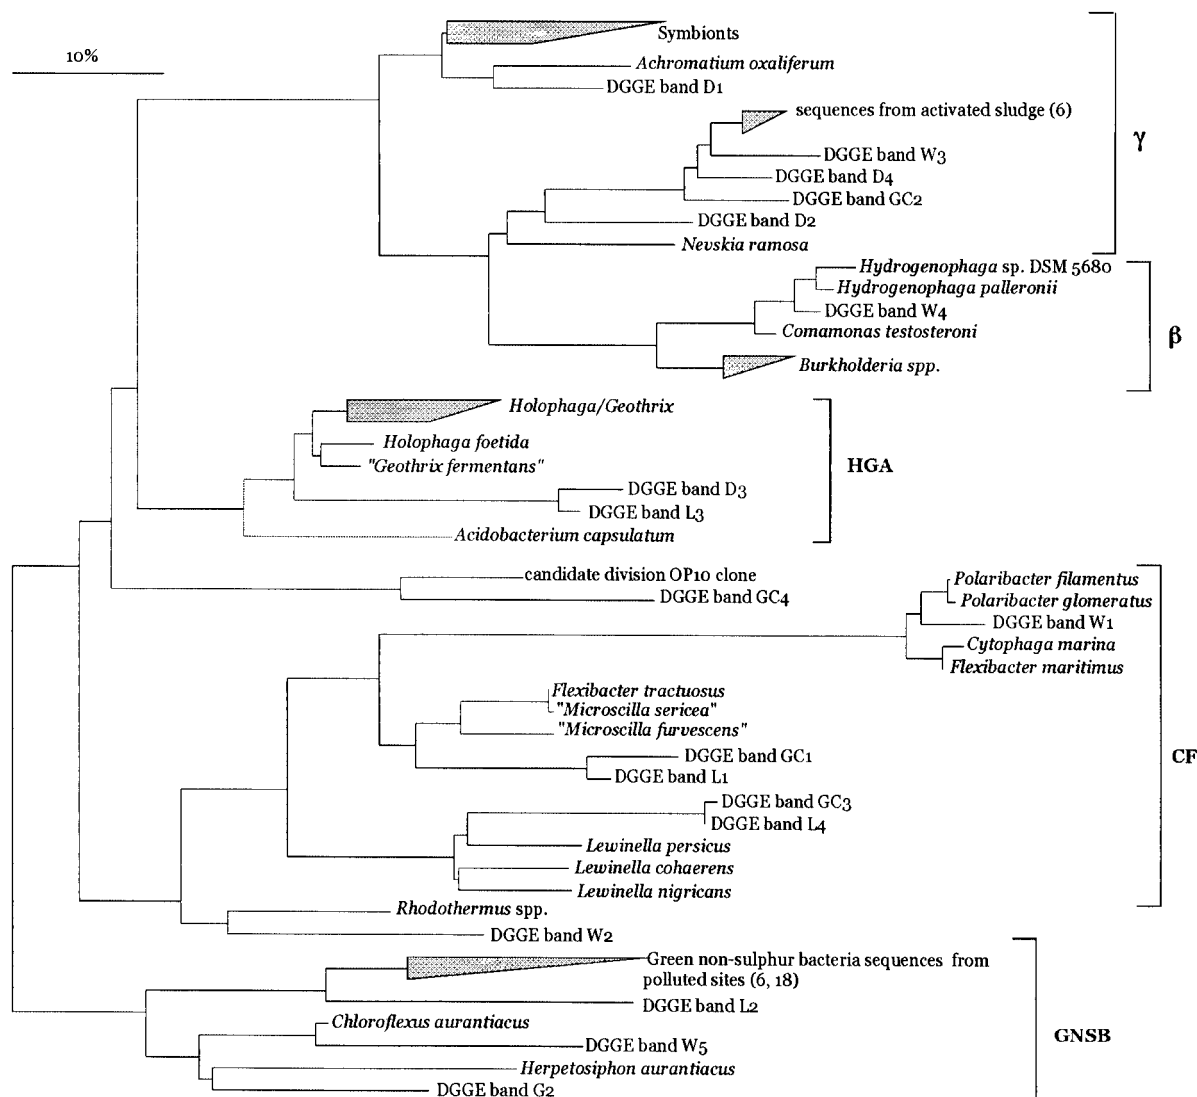 10%
Symbionts
Achromatium oxaliferum
DGGE band D1
sequences from activated sludge (6)
γ
DGGE band W3
DGGE band D4
DGGE band GC2
DGGE band D2
Nevskia ramosa
Hydrogenophaga sp. DSM 5680
Hydrogenophaga palleronii
DGGE band W4
Comamonas testosteroni
β
Burkholderia spp.
Holophaga/Geothrix
Holophaga foetida
"Geothrix fermentans"
HGA
DGGE band D3
DGGE band L3
Acidobacterium capsulatum
candidate division OP10 clone
DGGE band GC4
Polaribacter filamentus
Polaribacter glomeratus
DGGE band W1
Cytophaga marina
Flexibacter maritimus
Flexibacter tractuosus
"Microscilla sericea"
"Microscilla furvescens"
DGGE band GC1
CF
DGGE band L1
DGGE band GC3
DGGE band L4
Lewinella persicus
Lewinella cohaerens
Lewinella nigricans
Rhodothermus spp.
DGGE band W2
Green non-sulphur bacteria sequences from
polluted sites (6, 18)
DGGE band L2
Chloroflexus aurantiacus
GNSB
DGGE band W5
Herpetosiphon aurantiacus
DGGE band G2